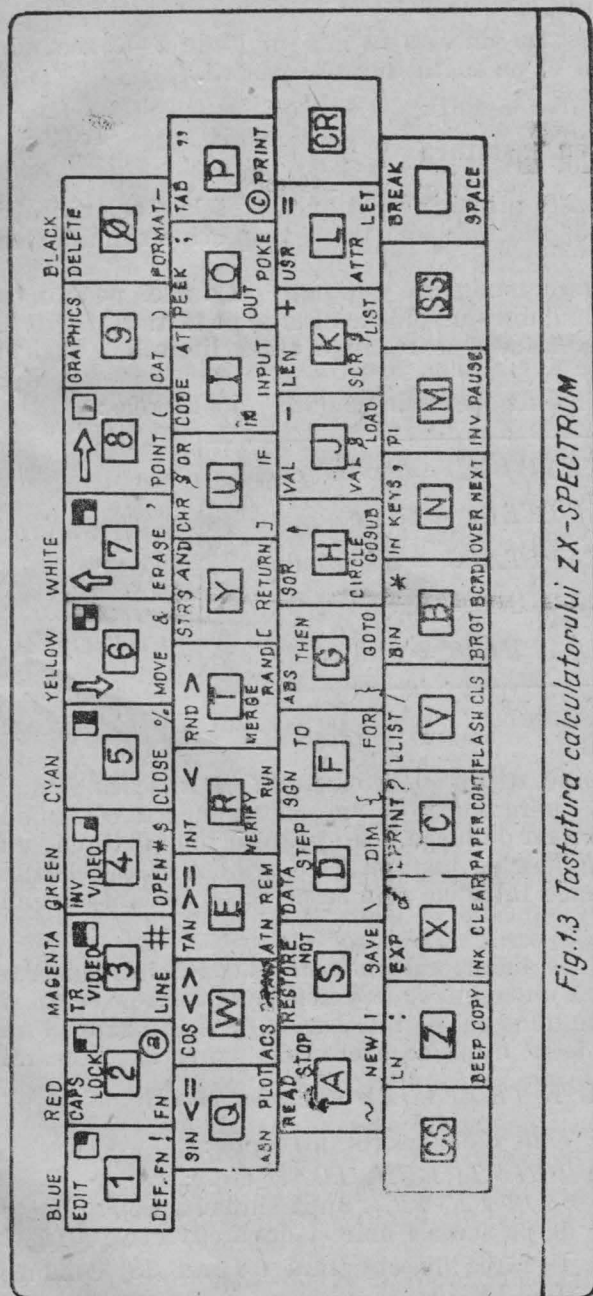 BLUE RED MAGENTA GREEN CYAN YELLOW WHITE BLACK
EDIT CAPS LOCK TR VIDEO INV VIDEO ⇩ ⇧ ⇨ GRAPHICS DELETE
1 2 3 4 5 6 7 8 9 Ø
DEF.FN ! FN @ LINE # OPEN # $ CLOSE % MOVE & ERASE ' POINT ( CAT ) FORMAT –
SIN <= COS <> TAN >= INT < RND > STR$ AND CHR $ OR CODE AT PEEK ; TAB "
Q W E R T Y U I O P
ASN PLOT ACS DRAW ATN REM VERIFY RUN MERGE RAND [ RETURN ] IF IN INPUT OUT POKE © PRINT
READ STOP RESTORE NOT DATA STEP SGN TO ABS THEN SQR ↑ VAL - LEN + USR =
A S D F G H J K L CR
~ NEW | SAVE \ DIM { FOR } GOTO CIRCLE GOSUB VAL $ LOAD SCR $ LIST ATTR LET
LN : EXP LPRINT ? LLIST / BIN * IN KEYS , PI . BREAK
CS Z X C V B N M SS
BEEP COPY INK CLEAR PAPER CONT FLASH CLS BRGT BORD OVER NEXT INV PAUSE SPACE
Fig.1.3 Tastatura calculatorului ZX-SPECTRUM